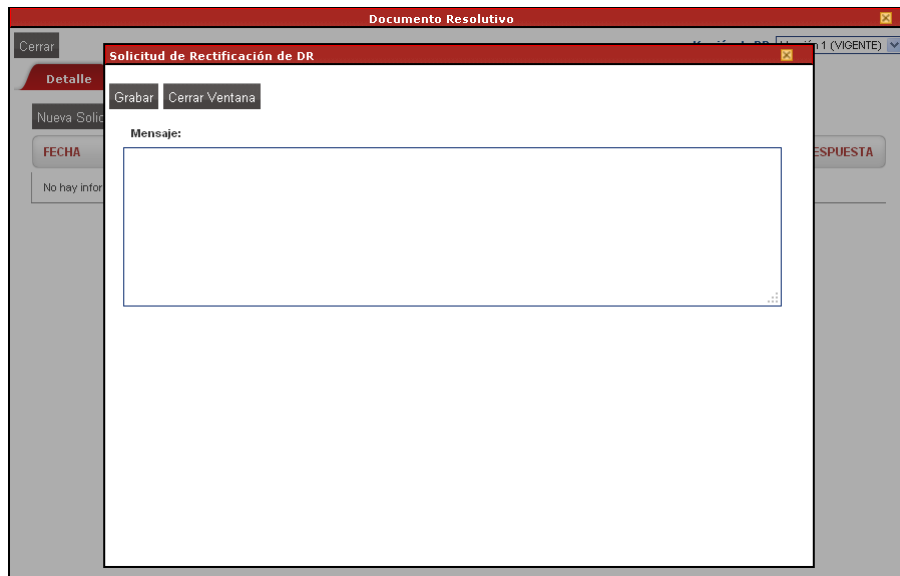 Documento Resolutivo
Cerrar
1 (VIGENTE)
Solicitud de Rectificación de DR
Detalle
Grabar Cerrar Ventana
Nueva Solic
Mensaje:
FECHA
ESPUESTA
No hay infor